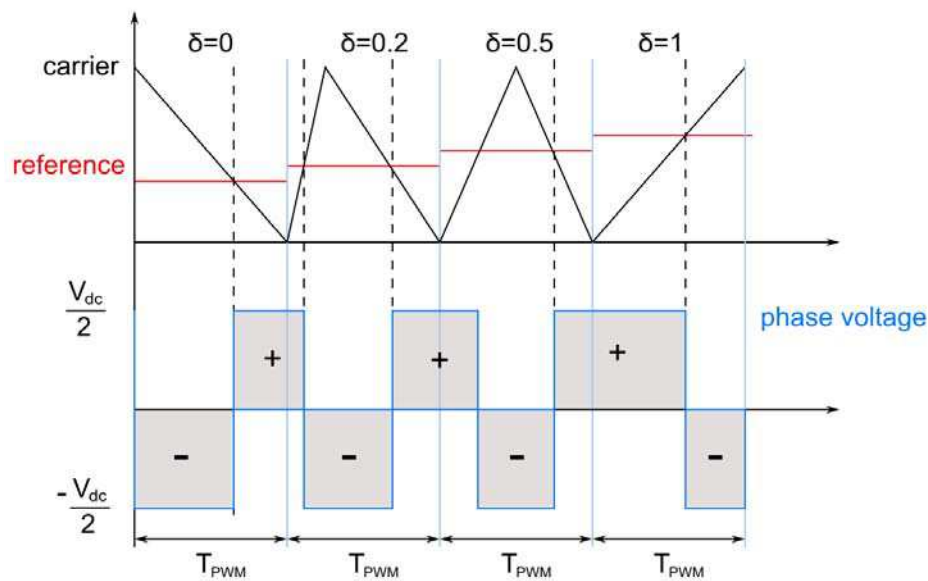 δ=0 δ=0.2 δ=0.5 δ=1
carrier
reference
V_dc
2
phase voltage
+ + +
- - - -
-V_dc
2
T_PWM T_PWM T_PWM T_PWM